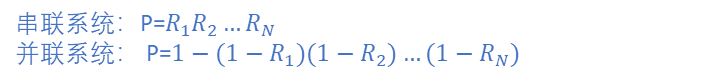 串联系统：P=R₁R₂ … R_N
并联系统： P=1 − (1 − R₁)(1 − R₂) … (1 − R_N)